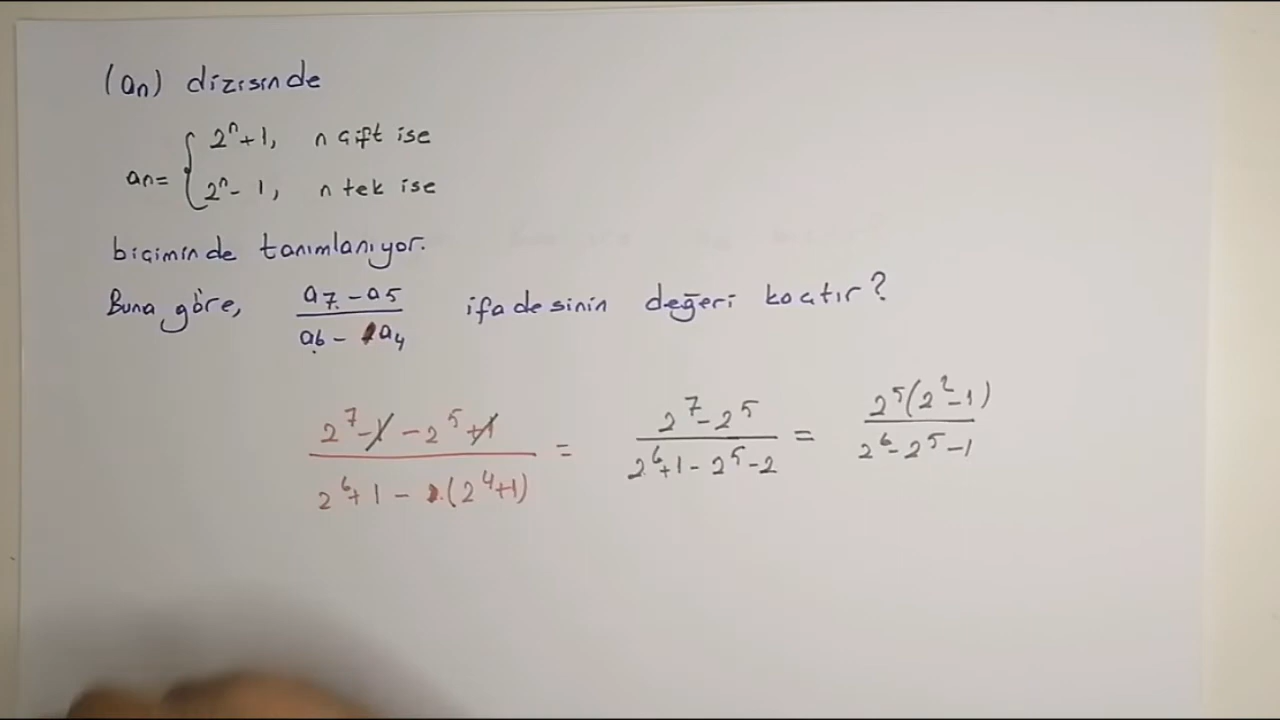 (an) dizisinde
an= { 2ⁿ+1, n çift ise
2ⁿ- 1, n tek ise
biçiminde tanımlanıyor.
Buna göre, (a7 - a5) / (a6 - a4) ifadesinin değeri kaçtır?
(2⁷-1 - 2⁵+1) / (2⁶+1 - (2⁴+1)) = (2⁷-2⁵) / (2⁶+1-2⁵-2) = 2⁵(2²-1) / (2⁶-2⁵-1)